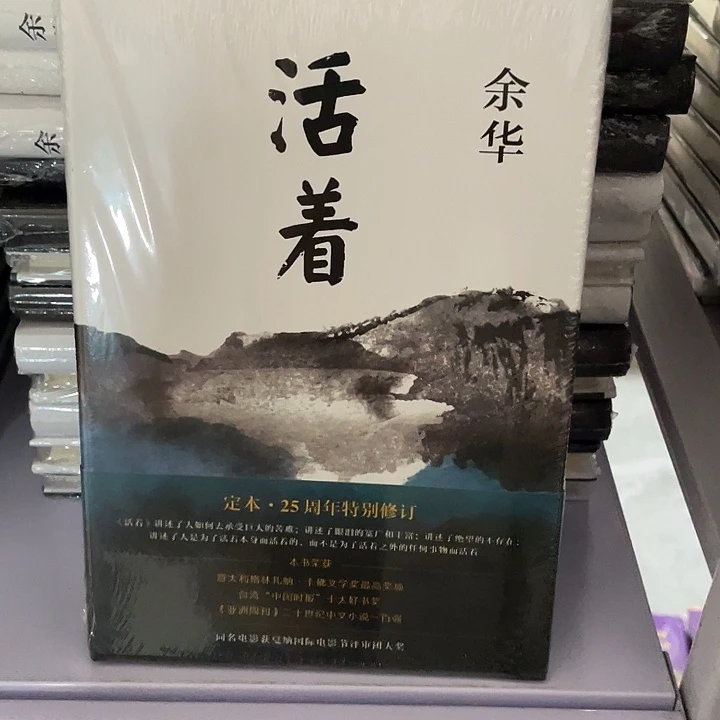 活着
余华
定本·25周年特别修订
《活着》讲述了人如何去承受巨大的苦难；讲述了眼泪的宽广和丰富；讲述了绝望的不存在；
讲述了人是为了活着本身而活着的，而不是为了活着之外的任何事物而活着
本书荣获
意大利格林扎纳·卡佛文学奖最高奖项
台湾“中国时报”十大好书奖
《亚洲周刊》二十世纪中文小说一百强
同名电影获戛纳国际电影节评审团大奖
余
余